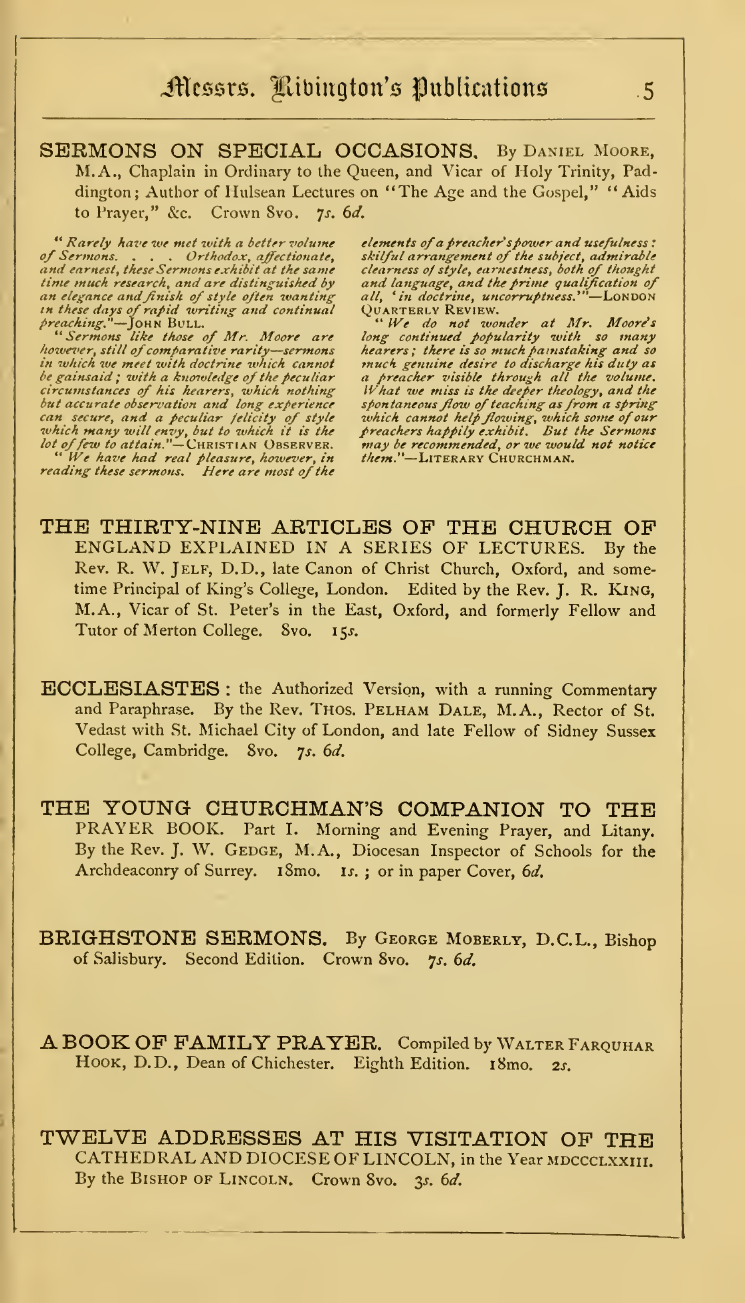 Messrs. Rivington's Publications 5
SERMONS ON SPECIAL OCCASIONS. By DANIEL MOORE,
M.A., Chaplain in Ordinary to the Queen, and Vicar of Holy Trinity, Pad-
dington; Author of Hulsean Lectures on "The Age and the Gospel," "Aids
to Prayer," &c. Crown 8vo. 7s. 6d.
"Rarely have we met with a better volume
of Sermons. . . . Orthodox, affectionate,
and earnest, these Sermons exhibit at the same
time much research, and are distinguished by
an elegance and finish of style often wanting
in these days of rapid writing and continual
preaching."—JOHN BULL.
"Sermons like those of Mr. Moore are
however, still of comparative rarity—sermons
in which we meet with doctrine which cannot
be gainsaid; with a knowledge of the peculiar
circumstances of his hearers, which nothing
but accurate observation and long experience
can secure, and a peculiar felicity of style
which many will envy, but to which it is the
lot of few to attain."—CHRISTIAN OBSERVER.
"We have had real pleasure, however, in
reading these sermons. Here are most of the
elements of a preacher's power and usefulness:
skilful arrangement of the subject, admirable
clearness of style, earnestness, both of thought
and language, and the prime qualification of
all, 'in doctrine, uncorruptness.'"—LONDON
QUARTERLY REVIEW.
"We do not wonder at Mr. Moore's
long continued popularity with so many
hearers; there is so much painstaking and so
much genuine desire to discharge his duty as
a preacher visible through all the volume.
What we miss is the deeper theology, and the
spontaneous flow of teaching as from a spring
which cannot help flowing, which some of our
preachers happily exhibit. But the Sermons
may be recommended, or we would not notice
them."—LITERARY CHURCHMAN.
THE THIRTY-NINE ARTICLES OF THE CHURCH OF
ENGLAND EXPLAINED IN A SERIES OF LECTURES. By the
Rev. R. W. JELF, D.D., late Canon of Christ Church, Oxford, and some-
time Principal of King's College, London. Edited by the Rev. J. R. KING,
M.A., Vicar of St. Peter's in the East, Oxford, and formerly Fellow and
Tutor of Merton College. 8vo. 15s.
ECCLESIASTES: the Authorized Version, with a running Commentary
and Paraphrase. By the Rev. THOS. PELHAM DALE, M.A., Rector of St.
Vedast with St. Michael City of London, and late Fellow of Sidney Sussex
College, Cambridge. 8vo. 7s. 6d.
THE YOUNG CHURCHMAN'S COMPANION TO THE
PRAYER BOOK. Part I. Morning and Evening Prayer, and Litany.
By the Rev. J. W. GEDGE, M.A., Diocesan Inspector of Schools for the
Archdeaconry of Surrey. 18mo. 1s.; or in paper Cover, 6d.
BRIGHSTONE SERMONS. By GEORGE MOBERLY, D.C.L., Bishop
of Salisbury. Second Edition. Crown 8vo. 7s. 6d.
A BOOK OF FAMILY PRAYER. Compiled by WALTER FARQUHAR
HOOK, D.D., Dean of Chichester. Eighth Edition. 18mo. 2s.
TWELVE ADDRESSES AT HIS VISITATION OF THE
CATHEDRAL AND DIOCESE OF LINCOLN, in the Year MDCCCLXXIII.
By the BISHOP OF LINCOLN. Crown 8vo. 3s. 6d.